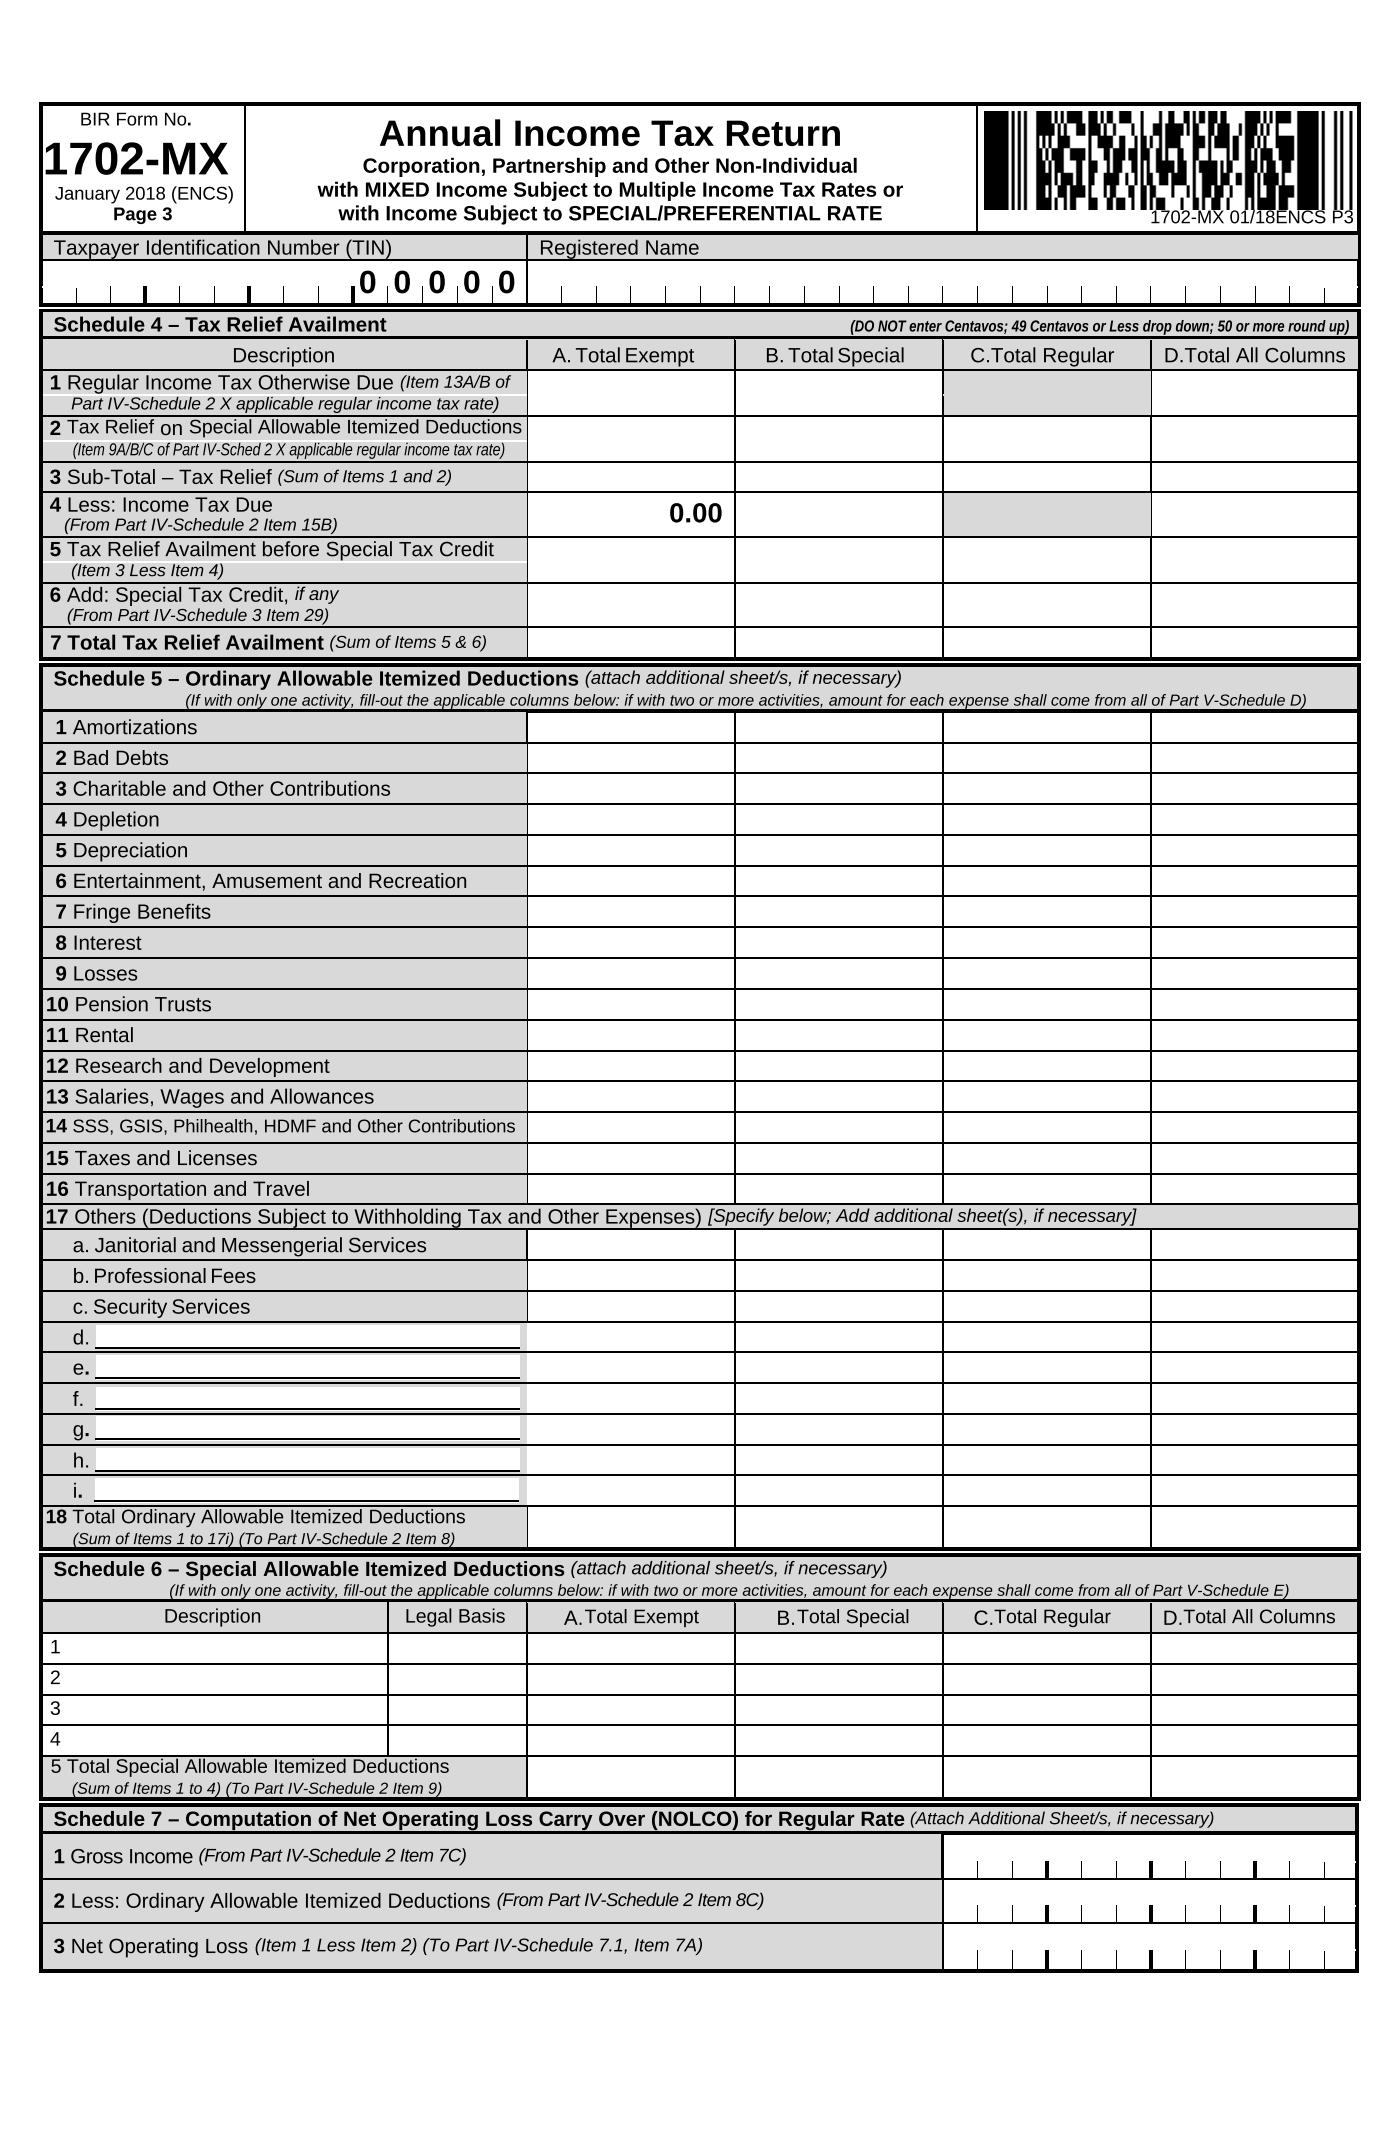 BIR Form No.
1702-MX
January 2018 (ENCS)
Page 3
Annual Income Tax Return
Corporation, Partnership and Other Non-Individual
with MIXED Income Subject to Multiple Income Tax Rates or
with Income Subject to SPECIAL/PREFERENTIAL RATE
1702-MX 01/18ENCS P3
Taxpayer Identification Number (TIN) Registered Name
0 0 0 0 0
Schedule 4 – Tax Relief Availment (DO NOT enter Centavos; 49 Centavos or Less drop down; 50 or more round up)
Description A. Total Exempt B. Total Special C.Total Regular D.Total All Columns
1 Regular Income Tax Otherwise Due (Item 13A/B of
Part IV-Schedule 2 X applicable regular income tax rate)
2 Tax Relief on Special Allowable Itemized Deductions
(Item 9A/B/C of Part IV-Sched 2 X applicable regular income tax rate)
3 Sub-Total – Tax Relief (Sum of Items 1 and 2)
4 Less: Income Tax Due
(From Part IV-Schedule 2 Item 15B)
0.00
5 Tax Relief Availment before Special Tax Credit
(Item 3 Less Item 4)
6 Add: Special Tax Credit, if any
(From Part IV-Schedule 3 Item 29)
7 Total Tax Relief Availment (Sum of Items 5 & 6)
Schedule 5 – Ordinary Allowable Itemized Deductions (attach additional sheet/s, if necessary)
(If with only one activity, fill-out the applicable columns below: if with two or more activities, amount for each expense shall come from all of Part V-Schedule D)
1 Amortizations
2 Bad Debts
3 Charitable and Other Contributions
4 Depletion
5 Depreciation
6 Entertainment, Amusement and Recreation
7 Fringe Benefits
8 Interest
9 Losses
10 Pension Trusts
11 Rental
12 Research and Development
13 Salaries, Wages and Allowances
14 SSS, GSIS, Philhealth, HDMF and Other Contributions
15 Taxes and Licenses
16 Transportation and Travel
17 Others (Deductions Subject to Withholding Tax and Other Expenses) [Specify below; Add additional sheet(s), if necessary]
a. Janitorial and Messengerial Services
b. Professional Fees
c. Security Services
d.
e.
f.
g.
h.
i.
18 Total Ordinary Allowable Itemized Deductions
(Sum of Items 1 to 17i) (To Part IV-Schedule 2 Item 8)
Schedule 6 – Special Allowable Itemized Deductions (attach additional sheet/s, if necessary)
(If with only one activity, fill-out the applicable columns below: if with two or more activities, amount for each expense shall come from all of Part V-Schedule E)
Description Legal Basis A.Total Exempt B.Total Special C.Total Regular D.Total All Columns
1
2
3
4
5 Total Special Allowable Itemized Deductions
(Sum of Items 1 to 4) (To Part IV-Schedule 2 Item 9)
Schedule 7 – Computation of Net Operating Loss Carry Over (NOLCO) for Regular Rate (Attach Additional Sheet/s, if necessary)
1 Gross Income (From Part IV-Schedule 2 Item 7C)
2 Less: Ordinary Allowable Itemized Deductions (From Part IV-Schedule 2 Item 8C)
3 Net Operating Loss (Item 1 Less Item 2) (To Part IV-Schedule 7.1, Item 7A)